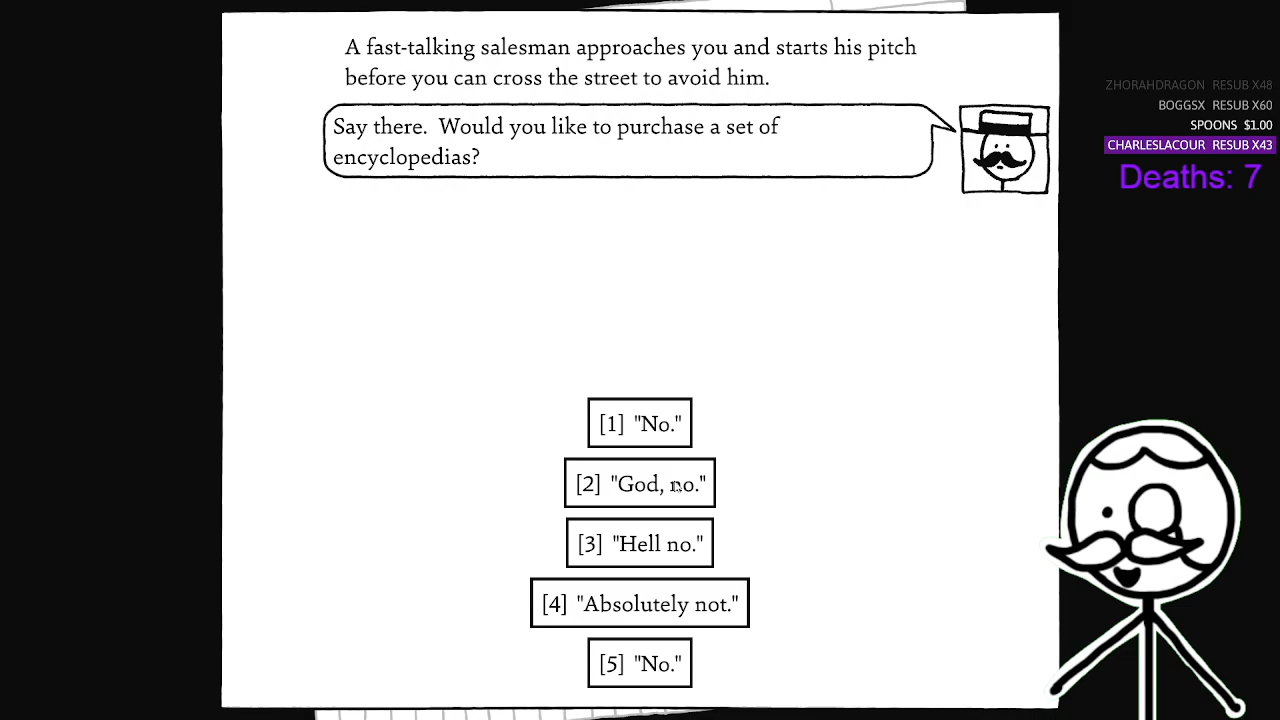 A fast-talking salesman approaches you and starts his pitch
before you can cross the street to avoid him.
Say there.  Would you like to purchase a set of
encyclopedias?
[1] "No."
[2] "God, no."
[3] "Hell no."
[4] "Absolutely not."
[5] "No."
ZHORAHDRAGON RESUB X48
BOGGSX RESUB X60
SPOONS $1.00
CHARLESLACOUR RESUB X43
Deaths: 7